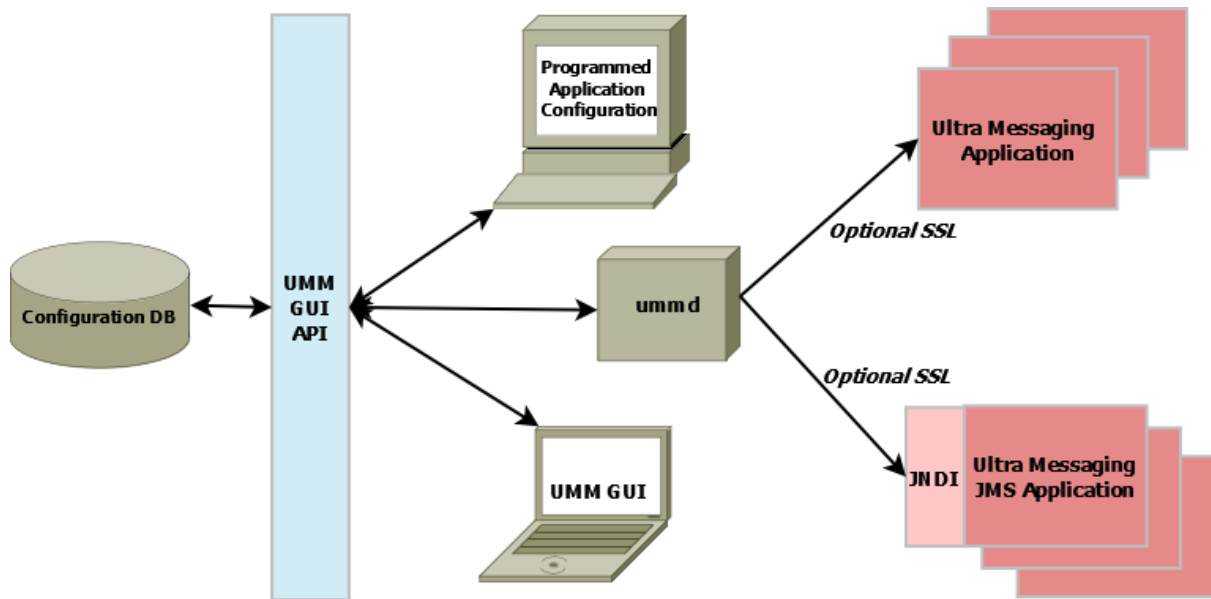 Configuration DB
UMM
GUI
API
Programmed
Application
Configuration
ummd
UMM GUI
Optional SSL
Optional SSL
Ultra Messaging
Application
JNDI
Ultra Messaging
JMS Application